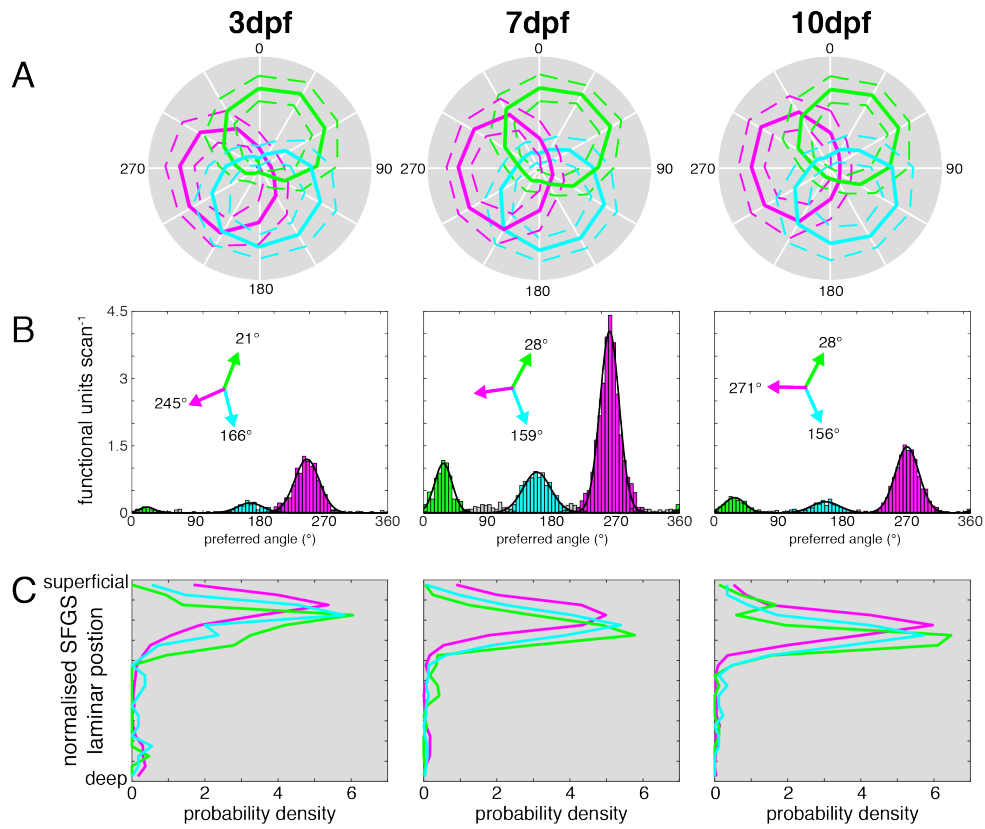 3dpf 7dpf 10dpf
A
0 0 0
270 90 270 90 270 90
180 180 180
B
functional units scan-1
4.5
3
1.5
0
21°
245°
166°
28°
159°
28°
271°
156°
0 90 180 270 360 0 90 180 270 360 0 90 180 270 360
preferred angle (°) preferred angle (°) preferred angle (°)
C
superficial
normalised SFGS
laminar postion
deep
0 2 4 6 0 2 4 6 0 2 4 6
probability density probability density probability density